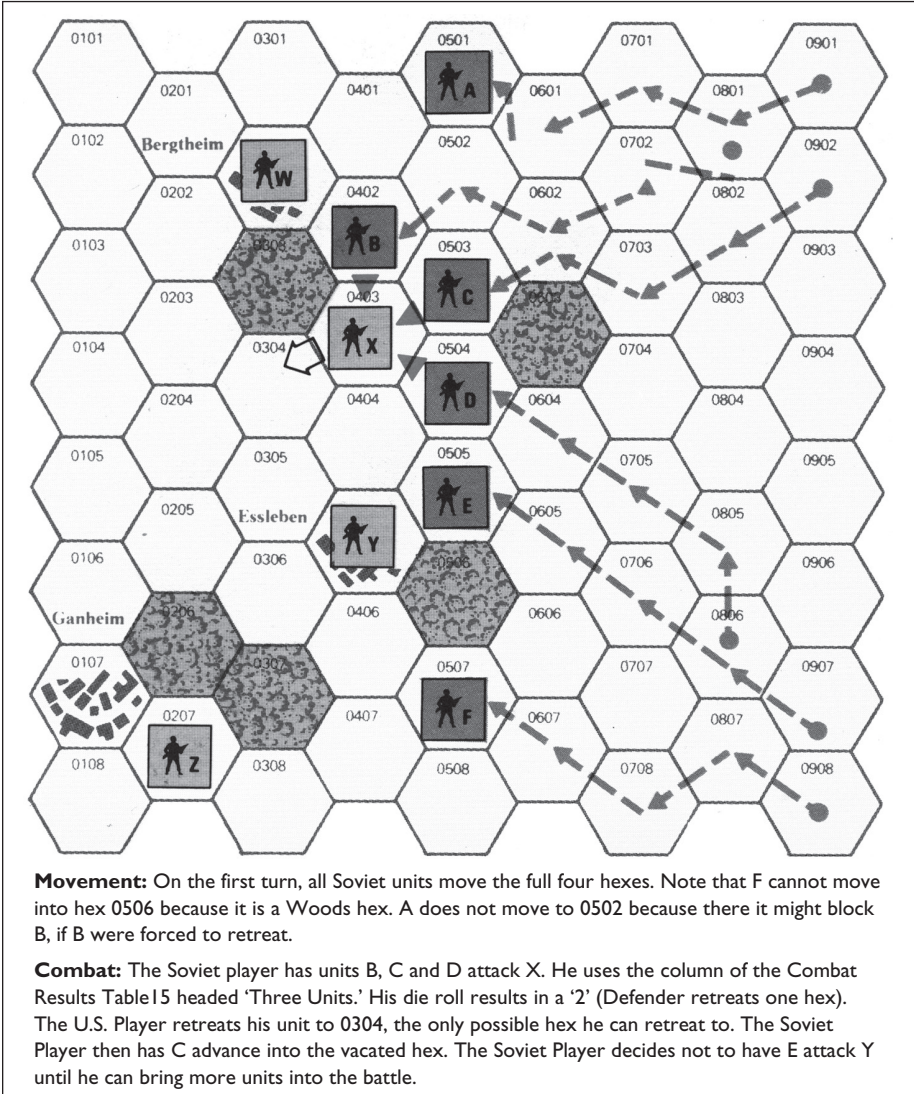 0101 0301 0501 0701 0901
0201 0401 A 0601 0801
0102 Bergtheim 0502 0702 0902
W
0202 0402 0602 0802
B
0103 0303 0503 0703 0903
0203 0403 C 0603 0803
0104 0304 X 0504 0704 0904
0204 0404 D 0604 0804
0105 0305 0505 0705 0905
0205 Essleben E 0605 0805
0106 0306 Y 0506 0706 0906
Ganheim 0206 0406 0606 0806
0107 0307 0507 0707 0907
0207 0407 F 0607 0807
0108 Z 0308 0508 0708 0908
Movement: On the first turn, all Soviet units move the full four hexes. Note that F cannot move
into hex 0506 because it is a Woods hex. A does not move to 0502 because there it might block
B, if B were forced to retreat.
Combat: The Soviet player has units B, C and D attack X. He uses the column of the Combat
Results Table15 headed ‘Three Units.’ His die roll results in a ‘2’ (Defender retreats one hex).
The U.S. Player retreats his unit to 0304, the only possible hex he can retreat to. The Soviet
Player then has C advance into the vacated hex. The Soviet Player decides not to have E attack Y
until he can bring more units into the battle.